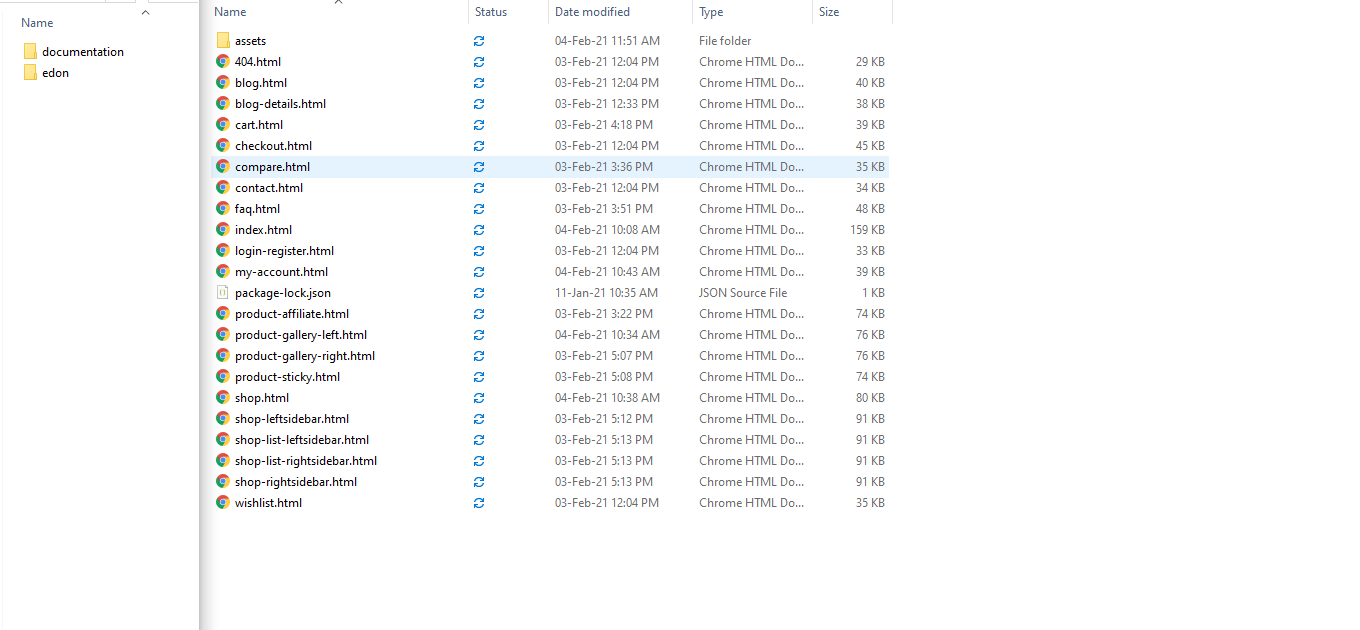 Name
documentation
edon
Name Status Date modified Type Size
assets 04-Feb-21 11:51 AM File folder
404.html 03-Feb-21 12:04 PM Chrome HTML Do... 29 KB
blog.html 03-Feb-21 12:04 PM Chrome HTML Do... 40 KB
blog-details.html 03-Feb-21 12:33 PM Chrome HTML Do... 38 KB
cart.html 03-Feb-21 4:18 PM Chrome HTML Do... 39 KB
checkout.html 03-Feb-21 12:04 PM Chrome HTML Do... 45 KB
compare.html 03-Feb-21 3:36 PM Chrome HTML Do... 35 KB
contact.html 03-Feb-21 12:04 PM Chrome HTML Do... 34 KB
faq.html 03-Feb-21 3:51 PM Chrome HTML Do... 48 KB
index.html 04-Feb-21 10:08 AM Chrome HTML Do... 159 KB
login-register.html 03-Feb-21 12:04 PM Chrome HTML Do... 33 KB
my-account.html 04-Feb-21 10:43 AM Chrome HTML Do... 39 KB
package-lock.json 11-Jan-21 10:35 AM JSON Source File 1 KB
product-affiliate.html 03-Feb-21 3:22 PM Chrome HTML Do... 74 KB
product-gallery-left.html 04-Feb-21 10:34 AM Chrome HTML Do... 76 KB
product-gallery-right.html 03-Feb-21 5:07 PM Chrome HTML Do... 76 KB
product-sticky.html 03-Feb-21 5:08 PM Chrome HTML Do... 74 KB
shop.html 04-Feb-21 10:38 AM Chrome HTML Do... 80 KB
shop-leftsidebar.html 03-Feb-21 5:12 PM Chrome HTML Do... 91 KB
shop-list-leftsidebar.html 03-Feb-21 5:13 PM Chrome HTML Do... 91 KB
shop-list-rightsidebar.html 03-Feb-21 5:13 PM Chrome HTML Do... 91 KB
shop-rightsidebar.html 03-Feb-21 5:13 PM Chrome HTML Do... 91 KB
wishlist.html 03-Feb-21 12:04 PM Chrome HTML Do... 35 KB